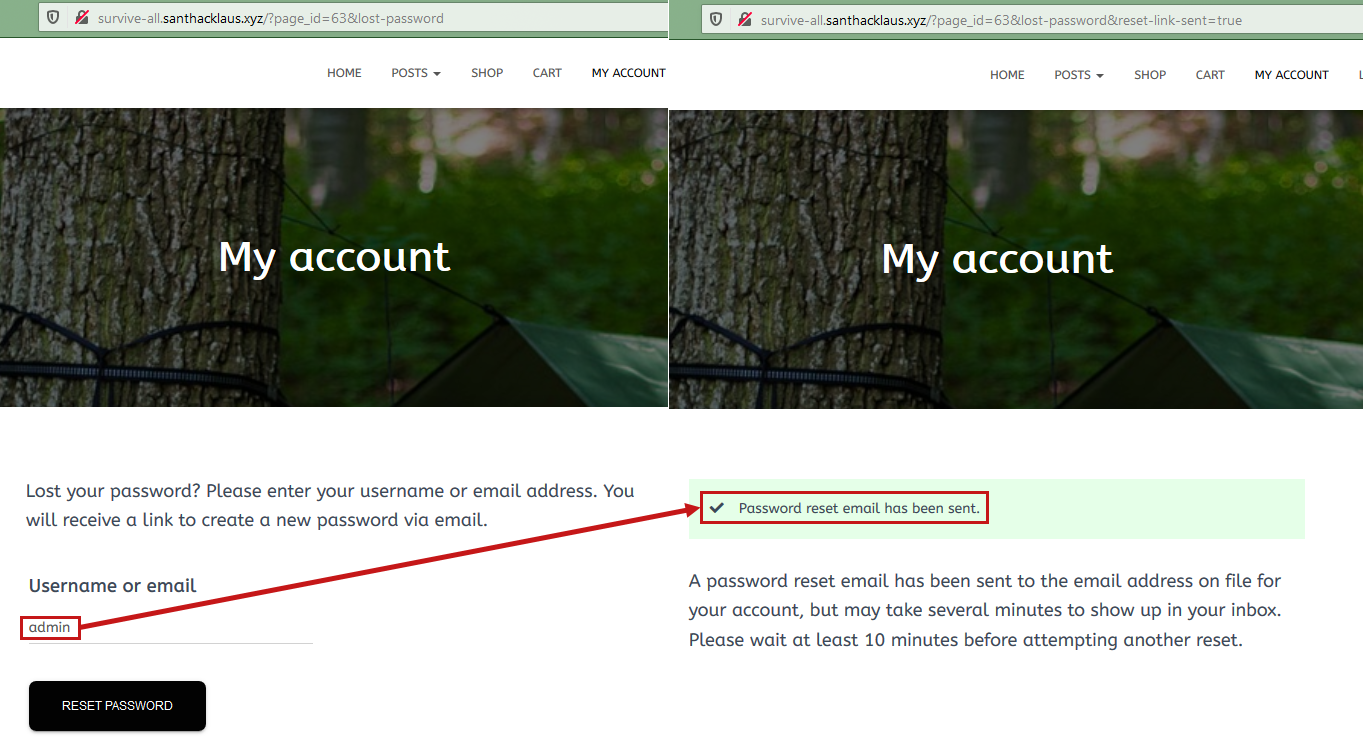 survive-all.santhacklaus.xyz/?page_id=63&lost-password
HOME POSTS SHOP CART MY ACCOUNT
My account
Lost your password? Please enter your username or email address. You
will receive a link to create a new password via email.
Username or email
admin
RESET PASSWORD
survive-all.santhacklaus.xyz/?page_id=63&lost-password&reset-link-sent=true
HOME POSTS SHOP CART MY ACCOUNT
My account
Password reset email has been sent.
A password reset email has been sent to the email address on file for
your account, but may take several minutes to show up in your inbox.
Please wait at least 10 minutes before attempting another reset.